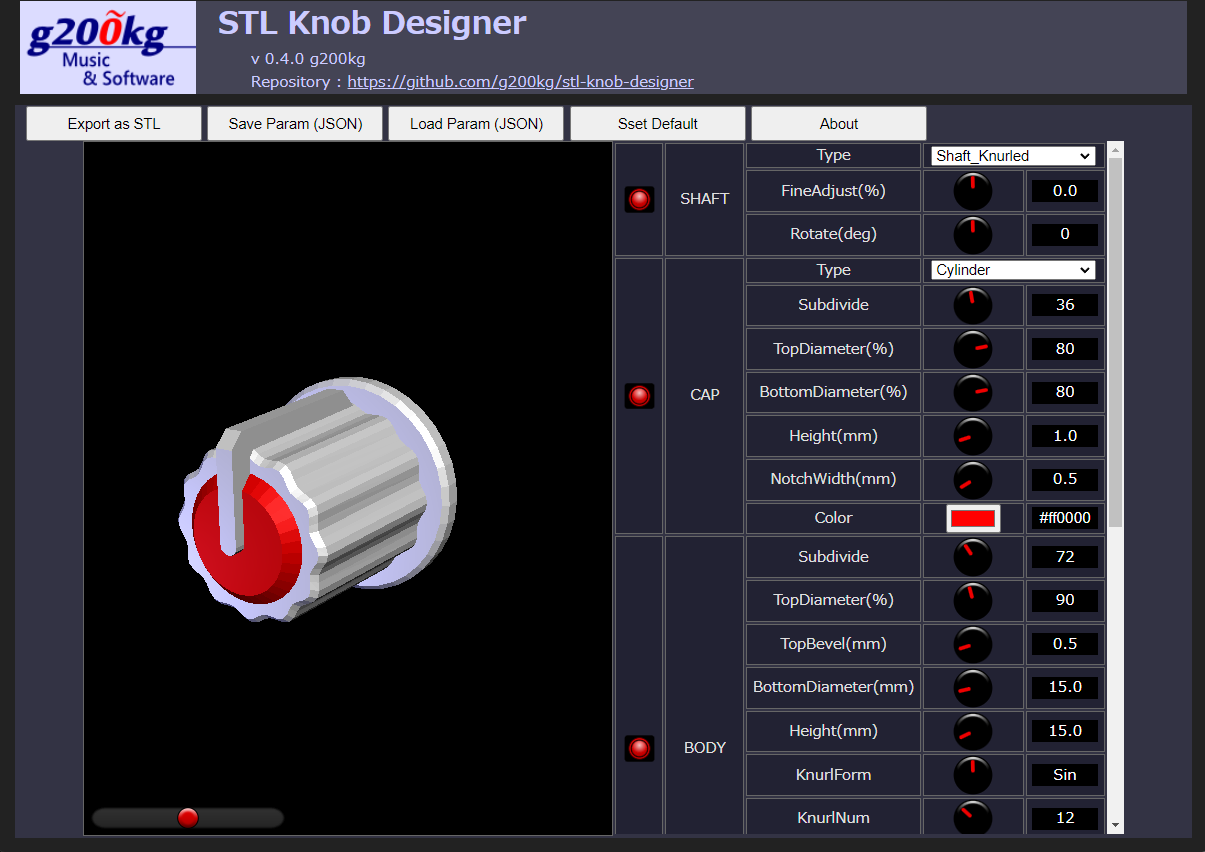 g200kg
Music
& Software
STL Knob Designer
v 0.4.0 g200kg
Repository : https://github.com/g200kg/stl-knob-designer
Export as STL
Save Param (JSON)
Load Param (JSON)
Sset Default
About
SHAFT
Type
Shaft_Knurled
FineAdjust(%)
0.0
Rotate(deg)
0
CAP
Type
Cylinder
Subdivide
36
TopDiameter(%)
80
BottomDiameter(%)
80
Height(mm)
1.0
NotchWidth(mm)
0.5
Color
#ff0000
BODY
Subdivide
72
TopDiameter(%)
90
TopBevel(mm)
0.5
BottomDiameter(mm)
15.0
Height(mm)
15.0
KnurlForm
Sin
KnurlNum
12